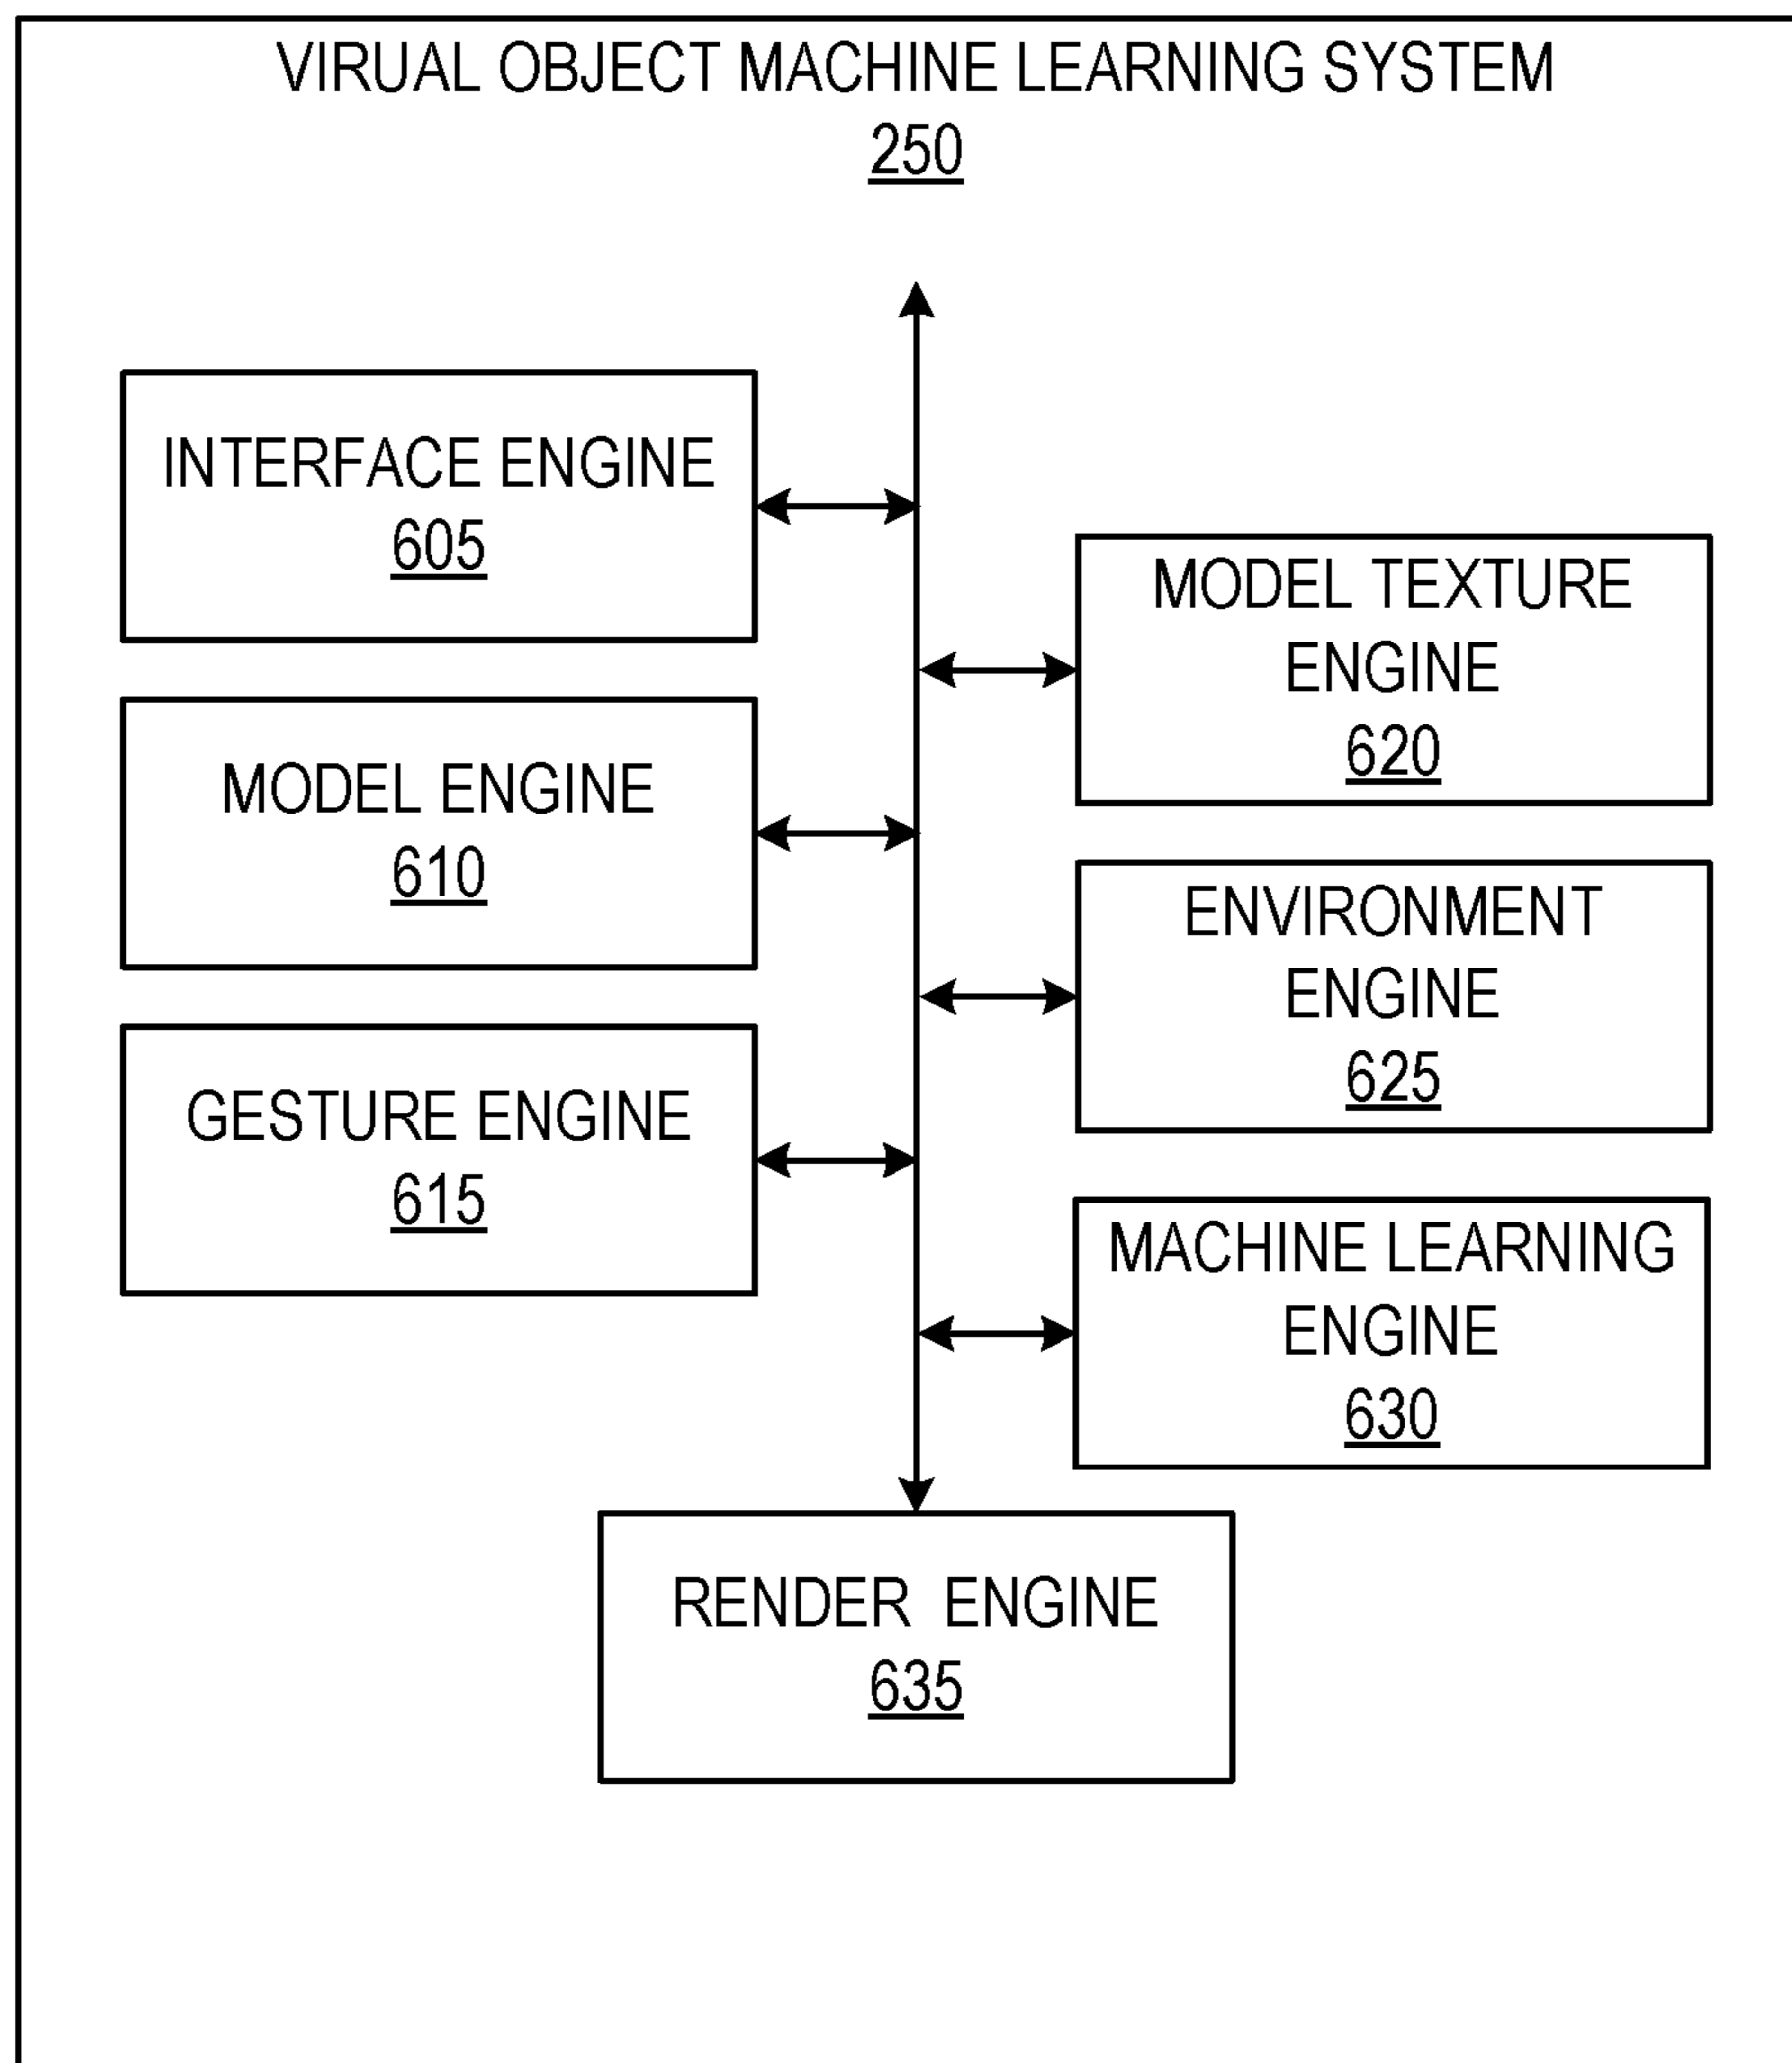 VIRUAL OBJECT MACHINE LEARNING SYSTEM
250
INTERFACE ENGINE
605
MODEL ENGINE
610
GESTURE ENGINE
615
MODEL TEXTURE
ENGINE
620
ENVIRONMENT
ENGINE
625
MACHINE LEARNING
ENGINE
630
RENDER ENGINE
635